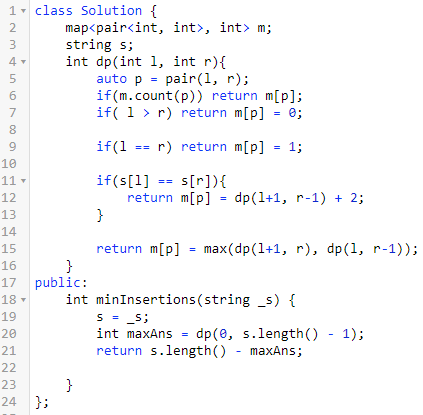 1 class Solution {
2     map<pair<int, int>, int> m;
3     string s;
4     int dp(int l, int r){
5         auto p = pair(l, r);
6         if(m.count(p)) return m[p];
7         if( l > r) return m[p] = 0;
8
9         if(l == r) return m[p] = 1;
10
11         if(s[l] == s[r]){
12             return m[p] = dp(l+1, r-1) + 2;
13         }
14
15         return m[p] = max(dp(l+1, r), dp(l, r-1));
16     }
17 public:
18     int minInsertions(string _s) {
19         s = _s;
20         int maxAns = dp(0, s.length() - 1);
21         return s.length() - maxAns;
22
23     }
24 };